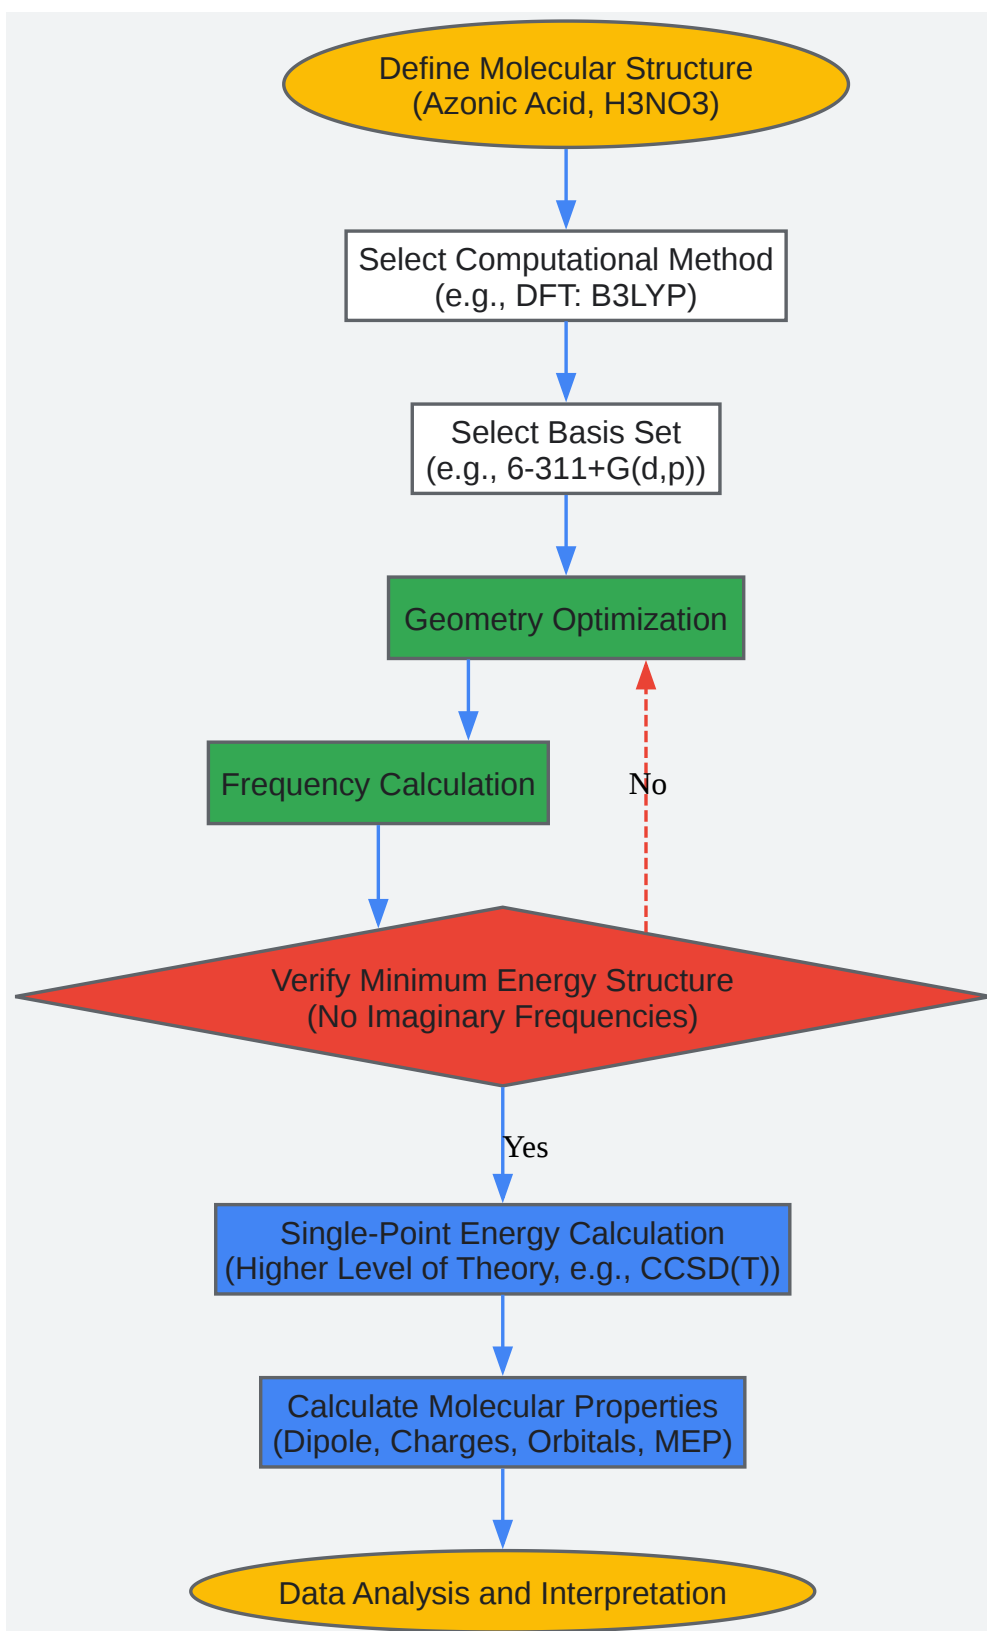 Define Molecular Structure
(Azonic Acid, H3NO3)
Select Computational Method
(e.g., DFT: B3LYP)
Select Basis Set
(e.g., 6-311+G(d,p))
Geometry Optimization
Frequency Calculation
No
Verify Minimum Energy Structure
(No Imaginary Frequencies)
Yes
Single-Point Energy Calculation
(Higher Level of Theory, e.g., CCSD(T))
Calculate Molecular Properties
(Dipole, Charges, Orbitals, MEP)
Data Analysis and Interpretation